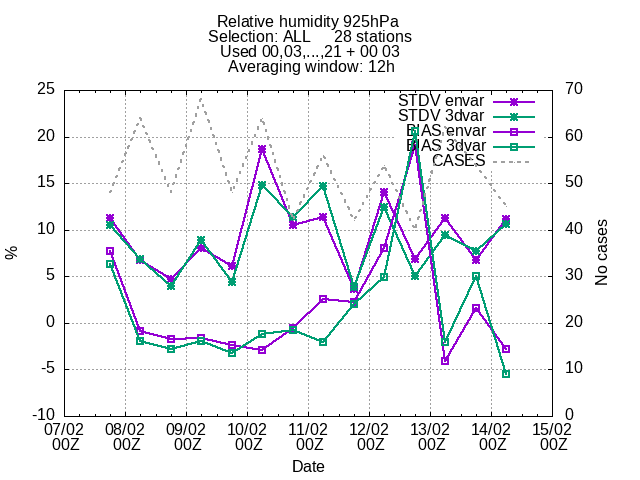 Relative humidity 925hPa
Selection: ALL 28 stations
Used 00,03,...,21 + 00 03
Averaging window: 12h
25 70
STDV envar
STDV 3dvar
20 60
BIAS envar
BIAS 3dvar
CASES
15 50
10 40
% No cases
5 30
0 20
-5 10
-10 0
07/02 08/02 09/02 10/02 11/02 12/02 13/02 14/02 15/02
00Z 00Z 00Z 00Z 00Z 00Z 00Z 00Z 00Z
Date